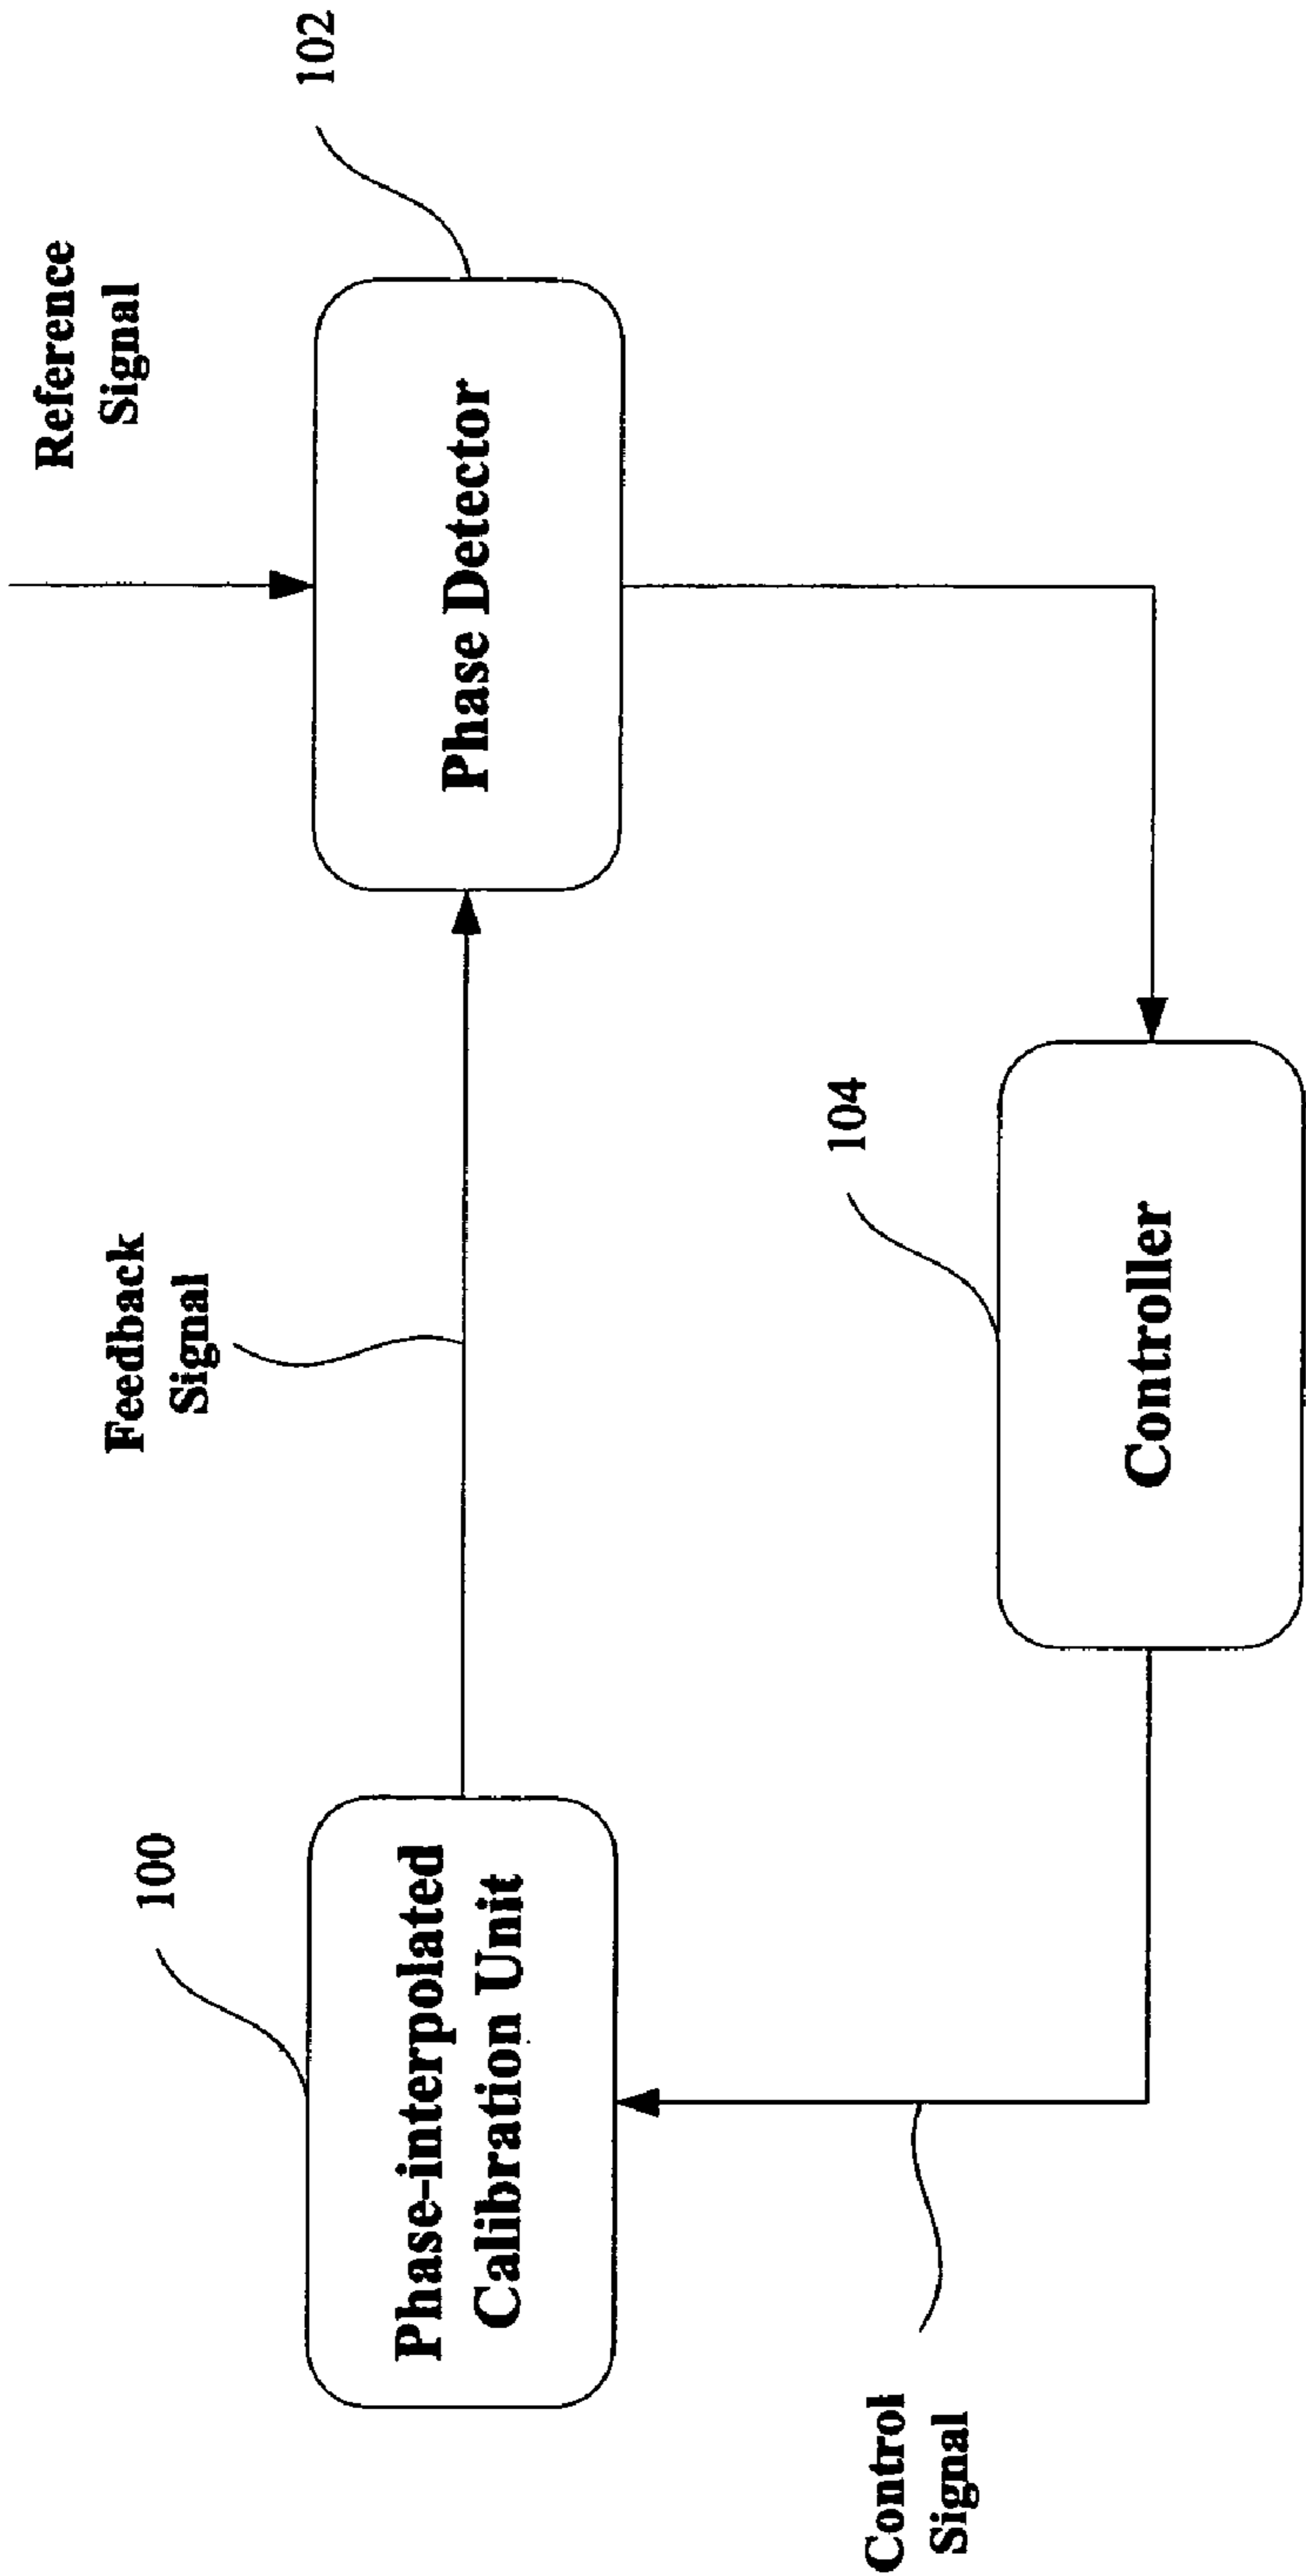 100
Phase-interpolated
Calibration Unit
Feedback
Signal
Reference
Signal
102
Phase Detector
104
Controller
Control
Signal